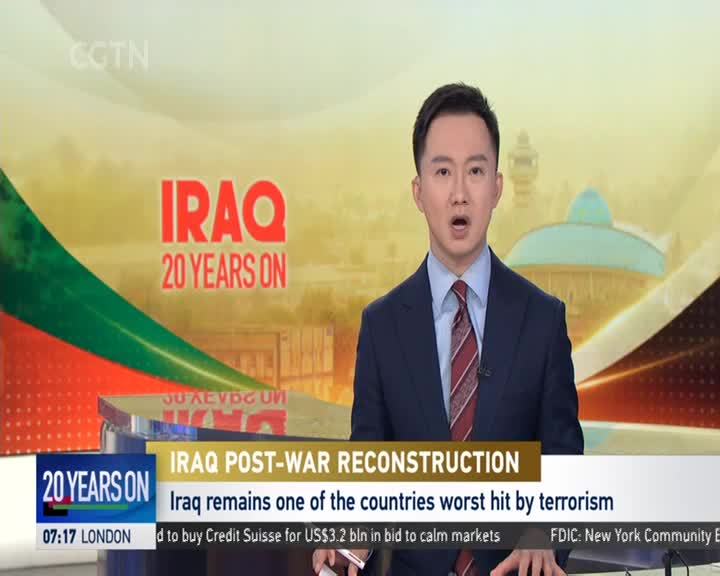 CGTN
IRAQ
20 YEARS ON
IRAQ POST-WAR RECONSTRUCTION
20 YEARS ON
Iraq remains one of the countries worst hit by terrorism
07:17 LONDON
d to buy Credit Suisse for US$3.2 bln in bid to calm markets
FDIC: New York Community